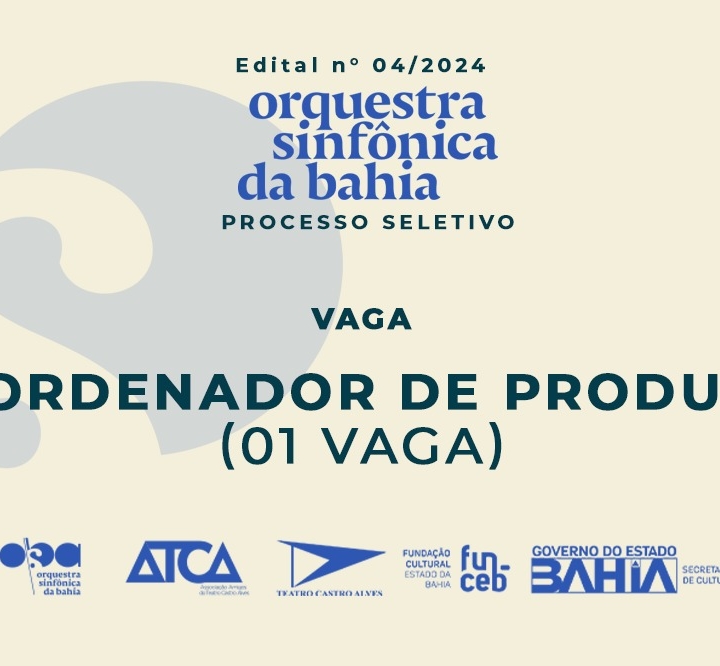 Edital nº 04/2024
orquestra
sinfônica
da bahia
PROCESSO SELETIVO
VAGA
ORDENADOR DE PRODU
(01 VAGA)
orquestra
sinfônica
da bahia
ATCA
Associação Amigos
do Teatro Castro Alves
TEATRO CASTRO ALVES
FUNDAÇÃO
CULTURAL
ESTADO DA
BAHIA
fun_
ceb
GOVERNO DO ESTADO
BAHIA
SECRETA
DE CULTU